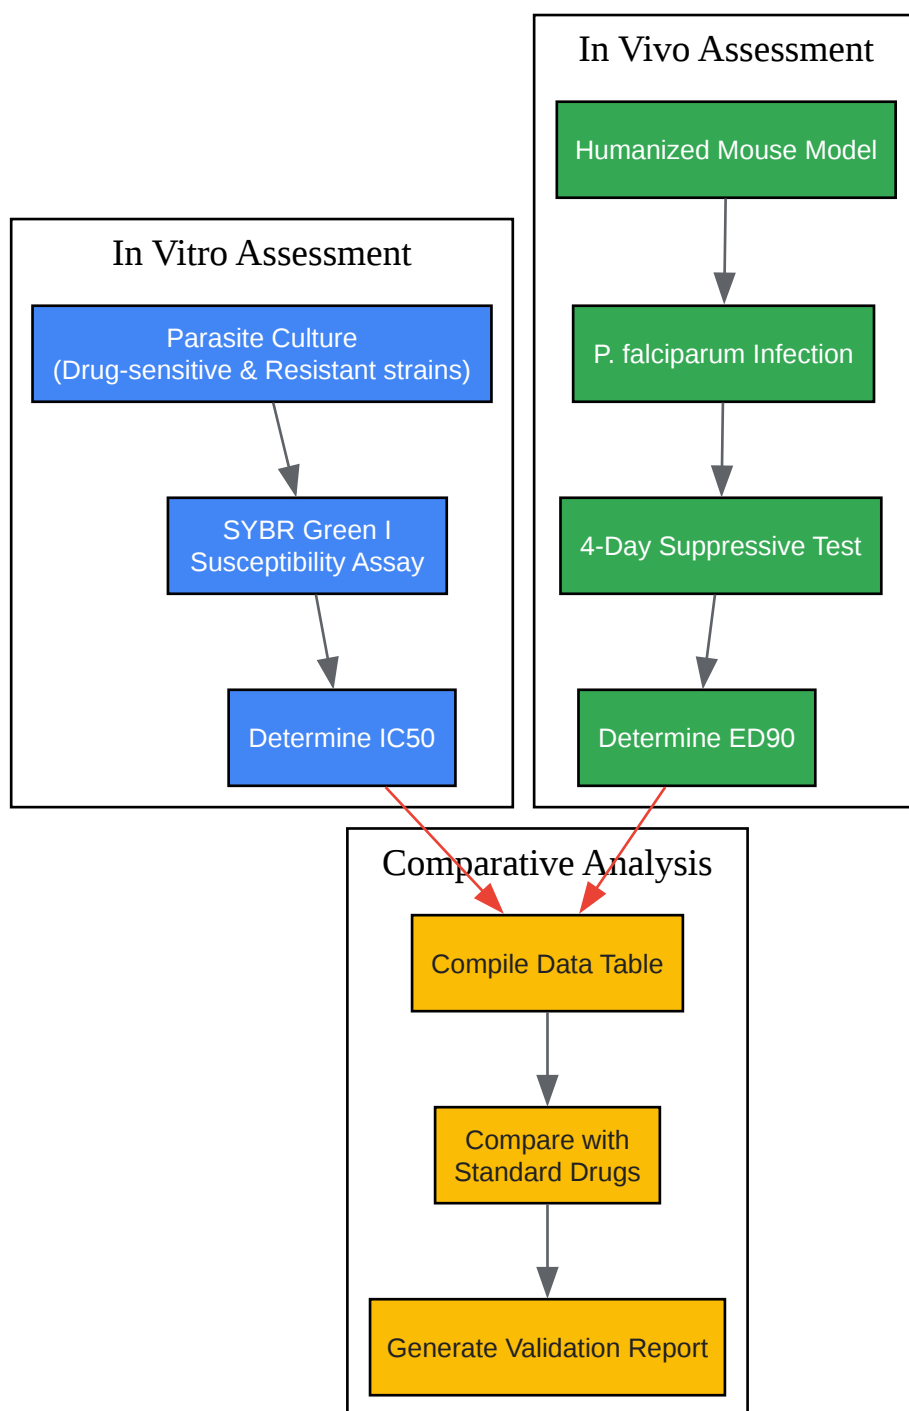 In Vivo Assessment
Humanized Mouse Model
P. falciparum Infection
4-Day Suppressive Test
Determine ED90
In Vitro Assessment
Parasite Culture
(Drug-sensitive & Resistant strains)
SYBR Green I
Susceptibility Assay
Determine IC50
Comparative Analysis
Compile Data Table
Compare with
Standard Drugs
Generate Validation Report